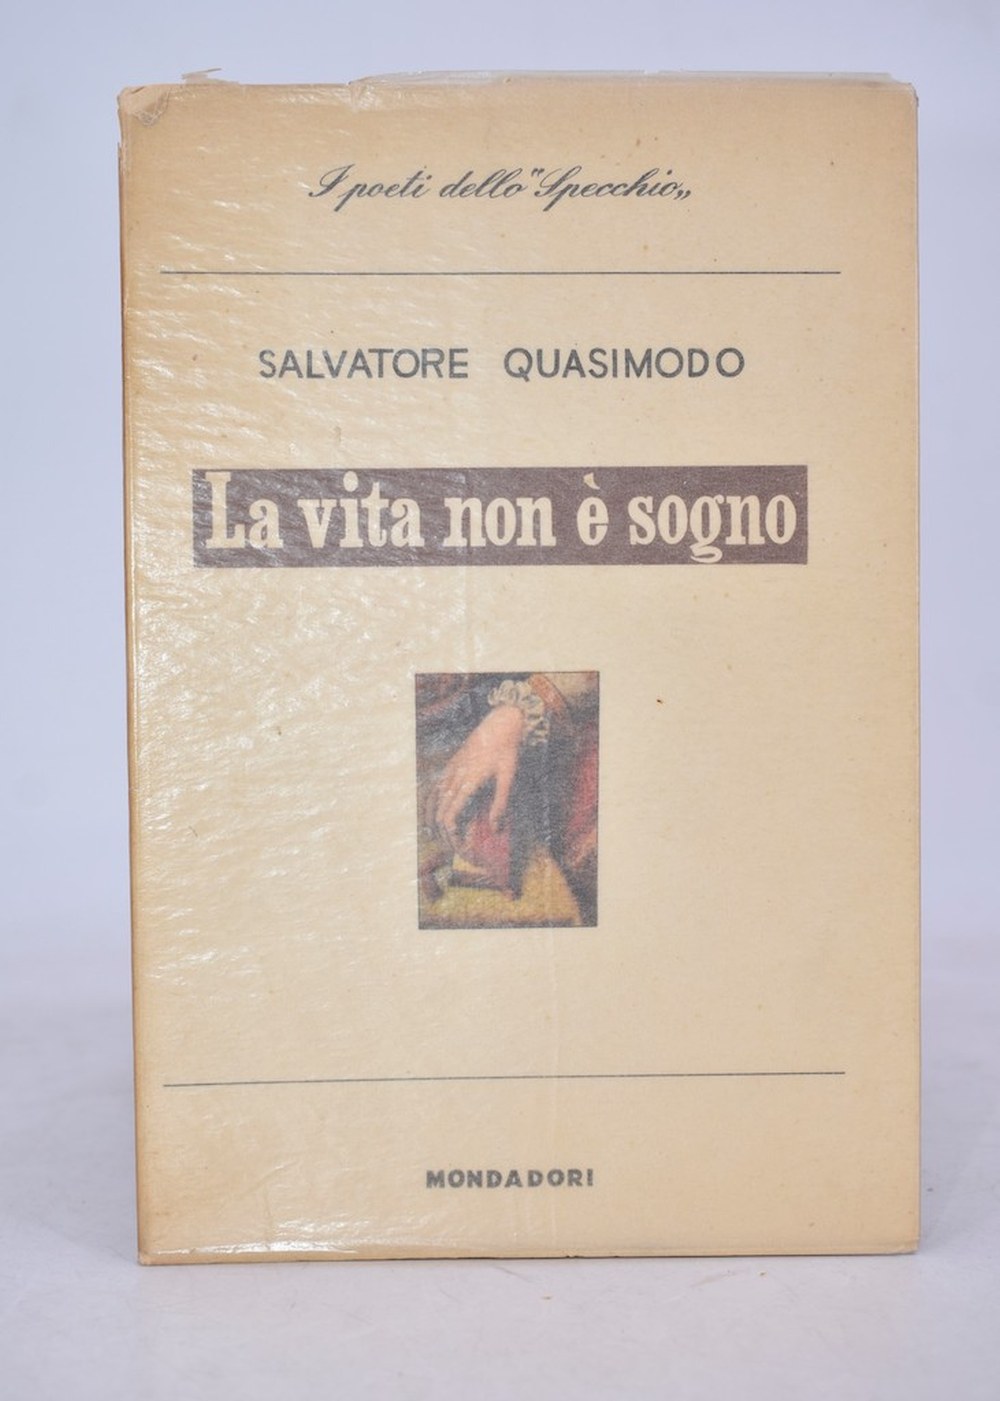 I poeti dello "Specchio„
SALVATORE QUASIMODO
La vita non è sogno
MONDADORI